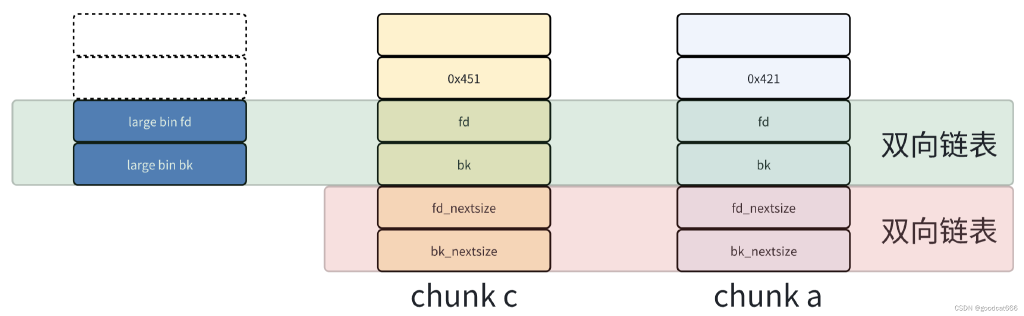 0x451
0x421
large bin fd
fd
fd
双向链表
large bin bk
bk
bk
fd_nextsize
fd_nextsize
双向链表
bk_nextsize
bk_nextsize
chunk c
chunk a
CSDN @goodcat666